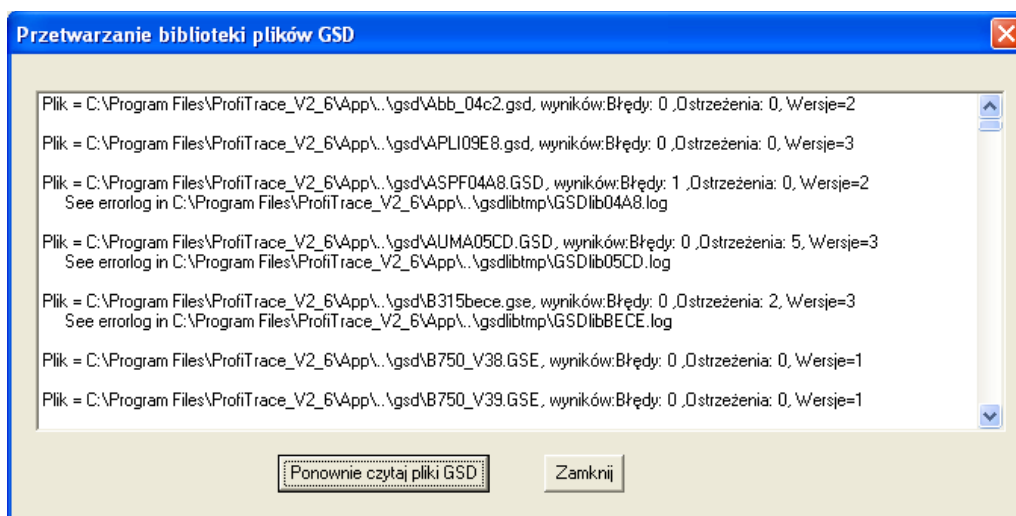 Przetwarzanie biblioteki plików GSD
Plik = C:\Program Files\ProfiTrace_V2_6\App\..\gsd\Abb_04c2.gsd, wyników:Błędy: 0 ,Ostrzeżenia: 0, Wersje=2
Plik = C:\Program Files\ProfiTrace_V2_6\App\..\gsd\APLI09E8.gsd, wyników:Błędy: 0 ,Ostrzeżenia: 0, Wersje=3
Plik = C:\Program Files\ProfiTrace_V2_6\App\..\gsd\ASPF04A8.GSD, wyników:Błędy: 1 ,Ostrzeżenia: 0, Wersje=2
See errorlog in C:\Program Files\ProfiTrace_V2_6\App\..\gsdlibtmp\GSDlib04A8.log
Plik = C:\Program Files\ProfiTrace_V2_6\App\..\gsd\AUMA05CD.GSD, wyników:Błędy: 0 ,Ostrzeżenia: 5, Wersje=3
See errorlog in C:\Program Files\ProfiTrace_V2_6\App\..\gsdlibtmp\GSDlib05CD.log
Plik = C:\Program Files\ProfiTrace_V2_6\App\..\gsd\B315bece.gse, wyników:Błędy: 0 ,Ostrzeżenia: 2, Wersje=3
See errorlog in C:\Program Files\ProfiTrace_V2_6\App\..\gsdlibtmp\GSDlibBECE.log
Plik = C:\Program Files\ProfiTrace_V2_6\App\..\gsd\B750_V38.GSE, wyników:Błędy: 0 ,Ostrzeżenia: 0, Wersje=1
Plik = C:\Program Files\ProfiTrace_V2_6\App\..\gsd\B750_V39.GSE, wyników:Błędy: 0 ,Ostrzeżenia: 0, Wersje=1
Ponownie czytaj pliki GSD
Zamknij